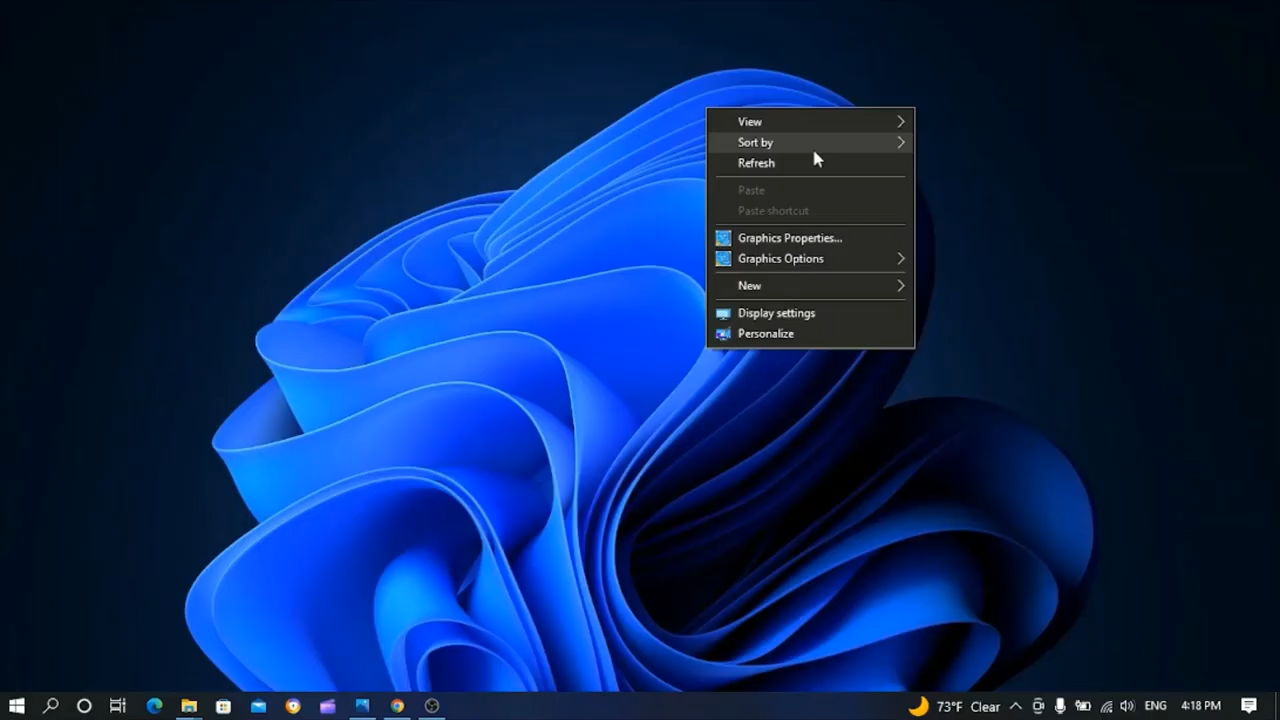 View
Sort by
Refresh
Paste
Paste shortcut
Graphics Properties...
Graphics Options
New
Display settings
Personalize
73°F Clear ENG 4:18 PM